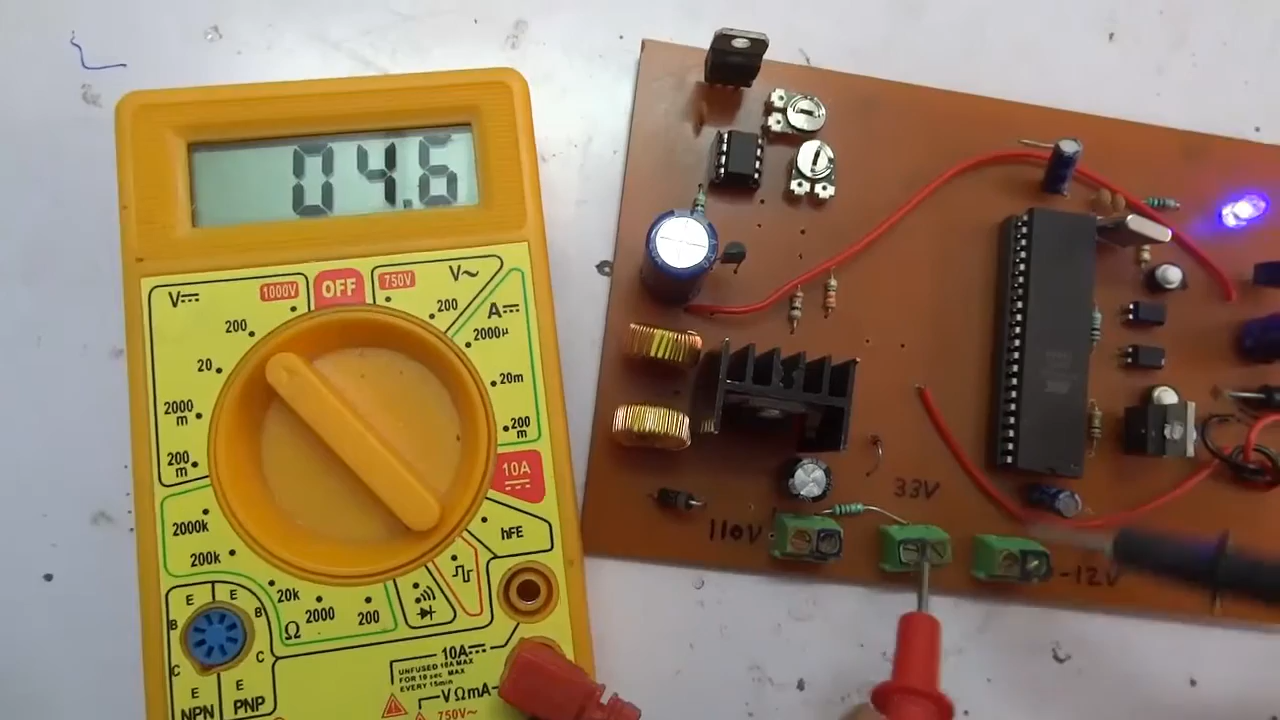 04.6
V⎓
1000V
OFF
750V
V~
200
200
A⎓
2000µ
20
20m
2000
m
200
m
200
m
10A
2000k
hFE
200k
20k
2000
200
Ω
E
E
B
B
C
C
E
E
NPN
PNP
10A⎓
UNFUSED 10A MAX
FOR 10 sec MAX
EVERY 15min
VΩmA
750V~
33V
110V
-12V